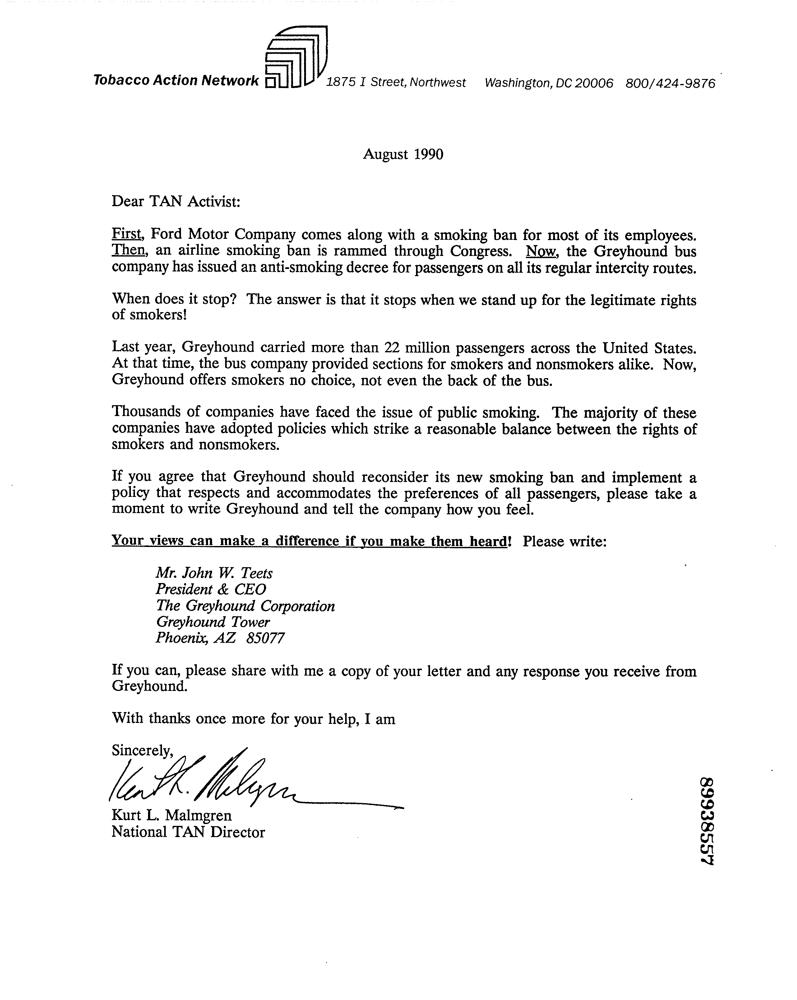 Tobacco Action Network 1875 I Street, Northwest Washington, DC 20006 800/424-9876
August 1990
Dear TAN Activist:
First, Ford Motor Company comes along with a smoking ban for most of its employees.
Then, an airline smoking ban is rammed through Congress. Now, the Greyhound bus
company has issued an anti-smoking decree for passengers on all its regular intercity routes.
When does it stop? The answer is that it stops when we stand up for the legitimate rights
of smokers!
Last year, Greyhound carried more than 22 million passengers across the United States.
At that time, the bus company provided sections for smokers and nonsmokers alike. Now,
Greyhound offers smokers no choice, not even the back of the bus.
Thousands of companies have faced the issue of public smoking. The majority of these
companies have adopted policies which strike a reasonable balance between the rights of
smokers and nonsmokers.
If you agree that Greyhound should reconsider its new smoking ban and implement a
policy that respects and accommodates the preferences of all passengers, please take a
moment to write Greyhound and tell the company how you feel.
Your views can make a difference if you make them heard! Please write:
Mr. John W. Teets
President & CEO
The Greyhound Corporation
Greyhound Tower
Phoenix, AZ 85077
If you can, please share with me a copy of your letter and any response you receive from
Greyhound.
With thanks once more for your help, I am
Sincerely,
Kurt L. Malmgren
Kurt L. Malmgren
National TAN Director
89938557